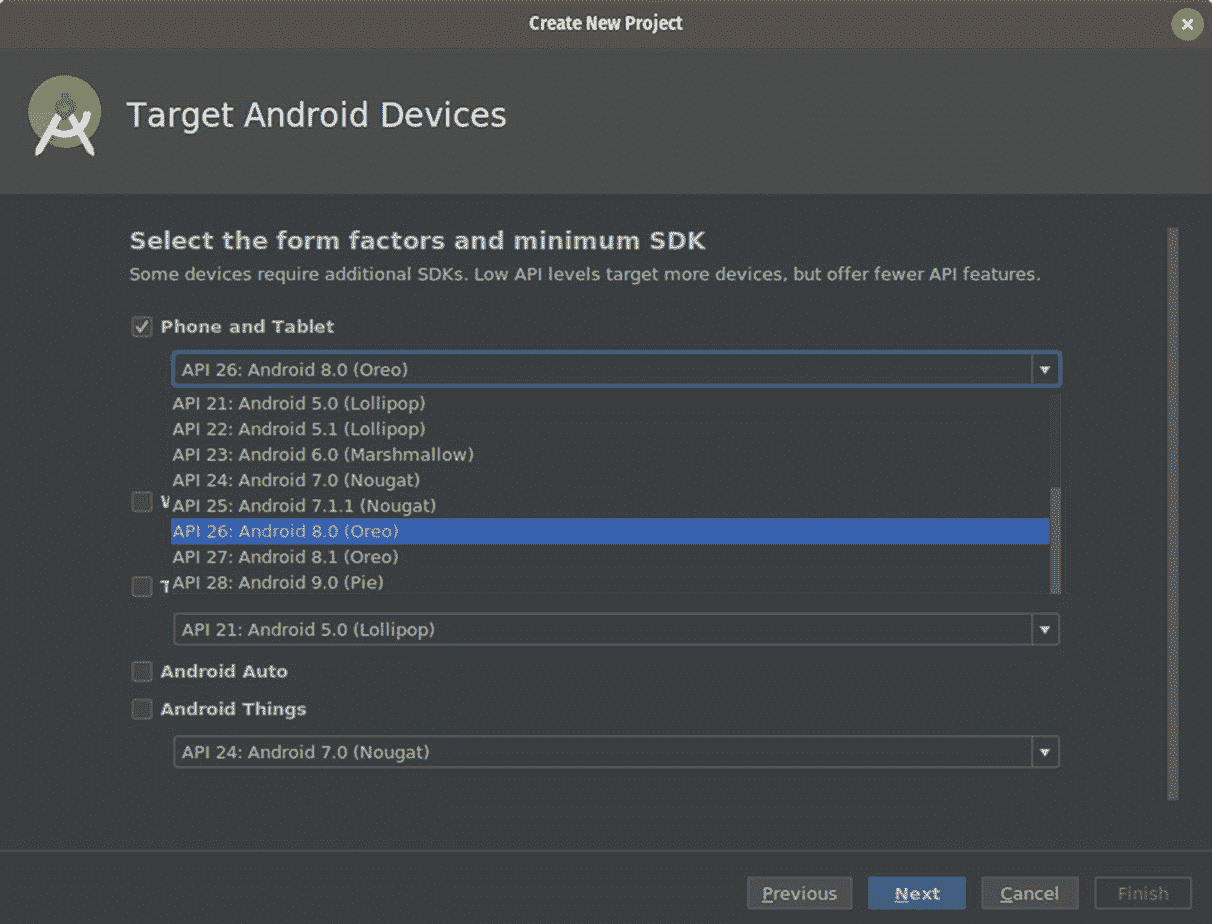 Create New Project
Target Android Devices
Select the form factors and minimum SDK
Some devices require additional SDKs. Low API levels target more devices, but offer fewer API features.
Phone and Tablet
API 26: Android 8.0 (Oreo)
API 21: Android 5.0 (Lollipop)
API 22: Android 5.1 (Lollipop)
API 23: Android 6.0 (Marshmallow)
API 24: Android 7.0 (Nougat)
API 25: Android 7.1.1 (Nougat)
API 26: Android 8.0 (Oreo)
API 27: Android 8.1 (Oreo)
API 28: Android 9.0 (Pie)
API 21: Android 5.0 (Lollipop)
Android Auto
Android Things
API 24: Android 7.0 (Nougat)
Previous Next Cancel Finish